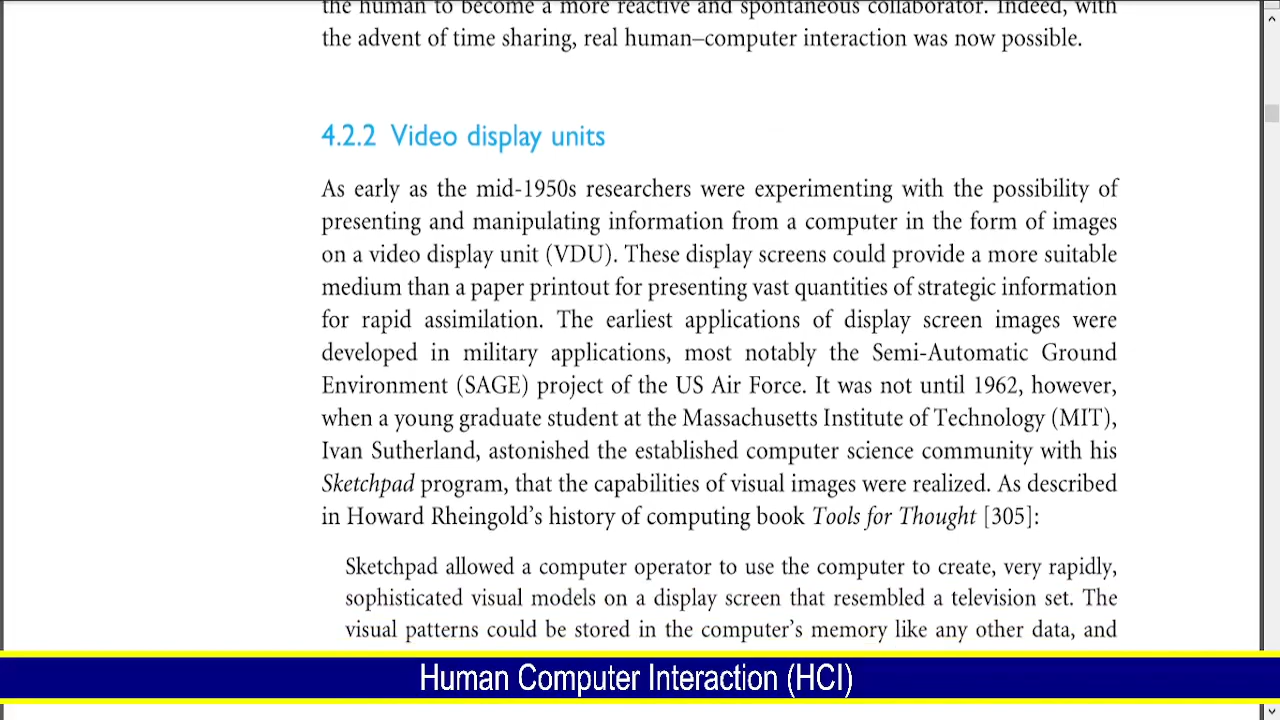 the human to become a more reactive and spontaneous collaborator. Indeed, with
the advent of time sharing, real human–computer interaction was now possible.
4.2.2 Video display units
As early as the mid-1950s researchers were experimenting with the possibility of
presenting and manipulating information from a computer in the form of images
on a video display unit (VDU). These display screens could provide a more suitable
medium than a paper printout for presenting vast quantities of strategic information
for rapid assimilation. The earliest applications of display screen images were
developed in military applications, most notably the Semi-Automatic Ground
Environment (SAGE) project of the US Air Force. It was not until 1962, however,
when a young graduate student at the Massachusetts Institute of Technology (MIT),
Ivan Sutherland, astonished the established computer science community with his
Sketchpad program, that the capabilities of visual images were realized. As described
in Howard Rheingold’s history of computing book Tools for Thought [305]:
Sketchpad allowed a computer operator to use the computer to create, very rapidly,
sophisticated visual models on a display screen that resembled a television set. The
visual patterns could be stored in the computer’s memory like any other data, and
Human Computer Interaction (HCI)